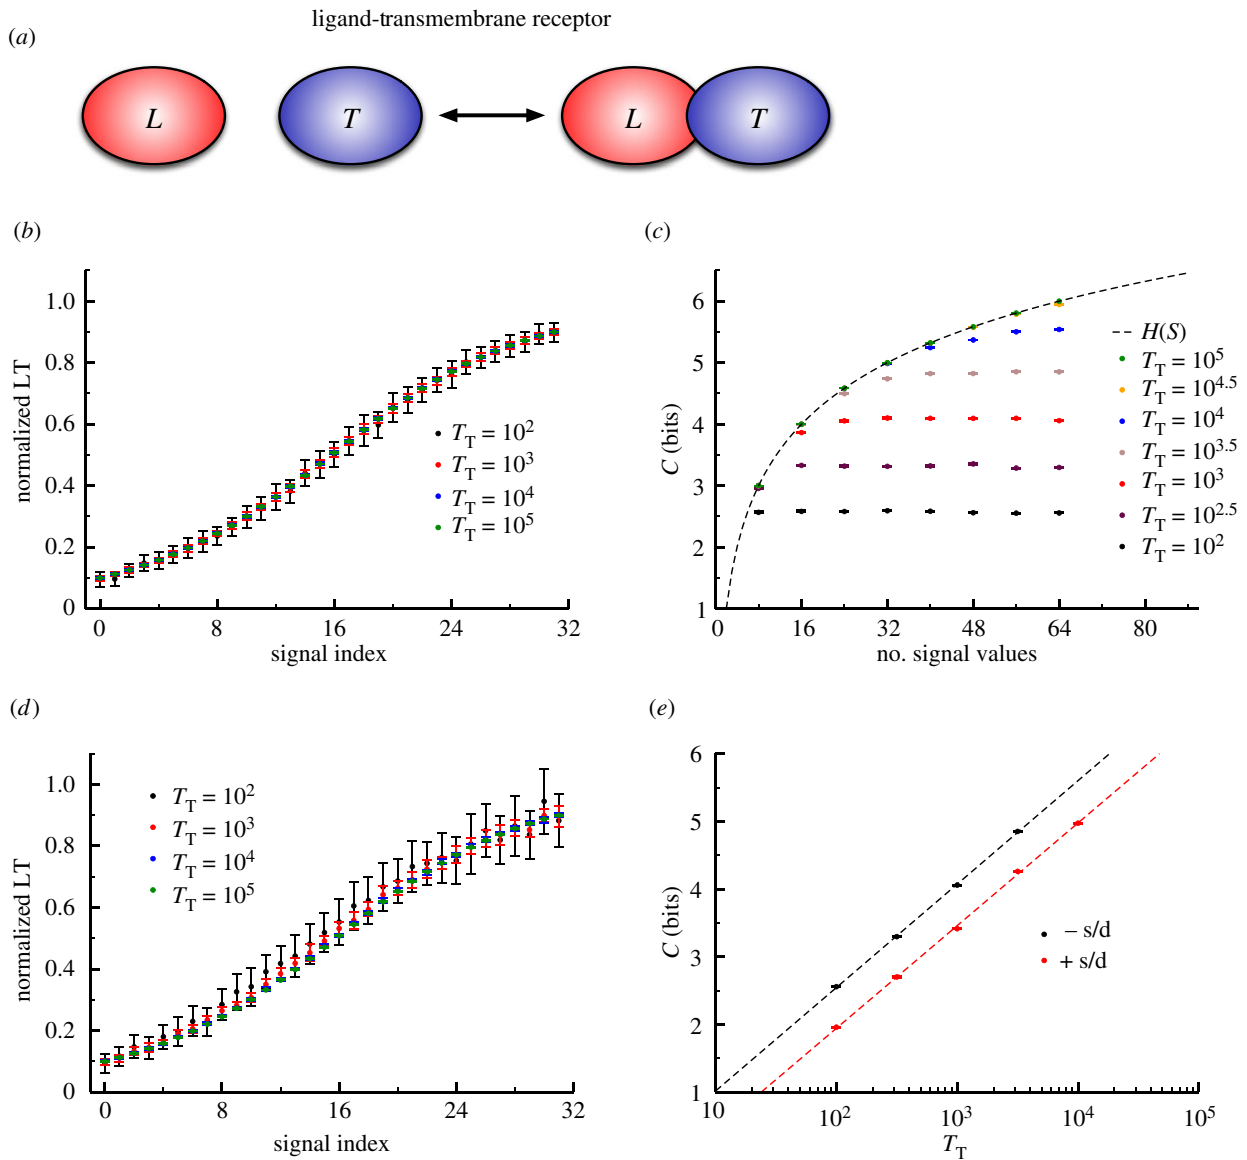 ligand-transmembrane receptor
(a)
L
T
L
T
(b)
normalized LT
1.0
0.8
0.6
0.4
0.2
0
T_T = 10^2
T_T = 10^3
T_T = 10^4
T_T = 10^5
0 8 16 24 32
signal index
(c)
C (bits)
6
5
4
3
2
1
H(S)
T_T = 10^5
T_T = 10^4.5
T_T = 10^4
T_T = 10^3.5
T_T = 10^3
T_T = 10^2.5
T_T = 10^2
0 16 32 48 64 80
no. signal values
(d)
normalized LT
1.0
0.8
0.6
0.4
0.2
0
T_T = 10^2
T_T = 10^3
T_T = 10^4
T_T = 10^5
0 8 16 24 32
signal index
(e)
C (bits)
6
5
4
3
2
1
– s/d
+ s/d
10 10^2 10^3 10^4 10^5
T_T